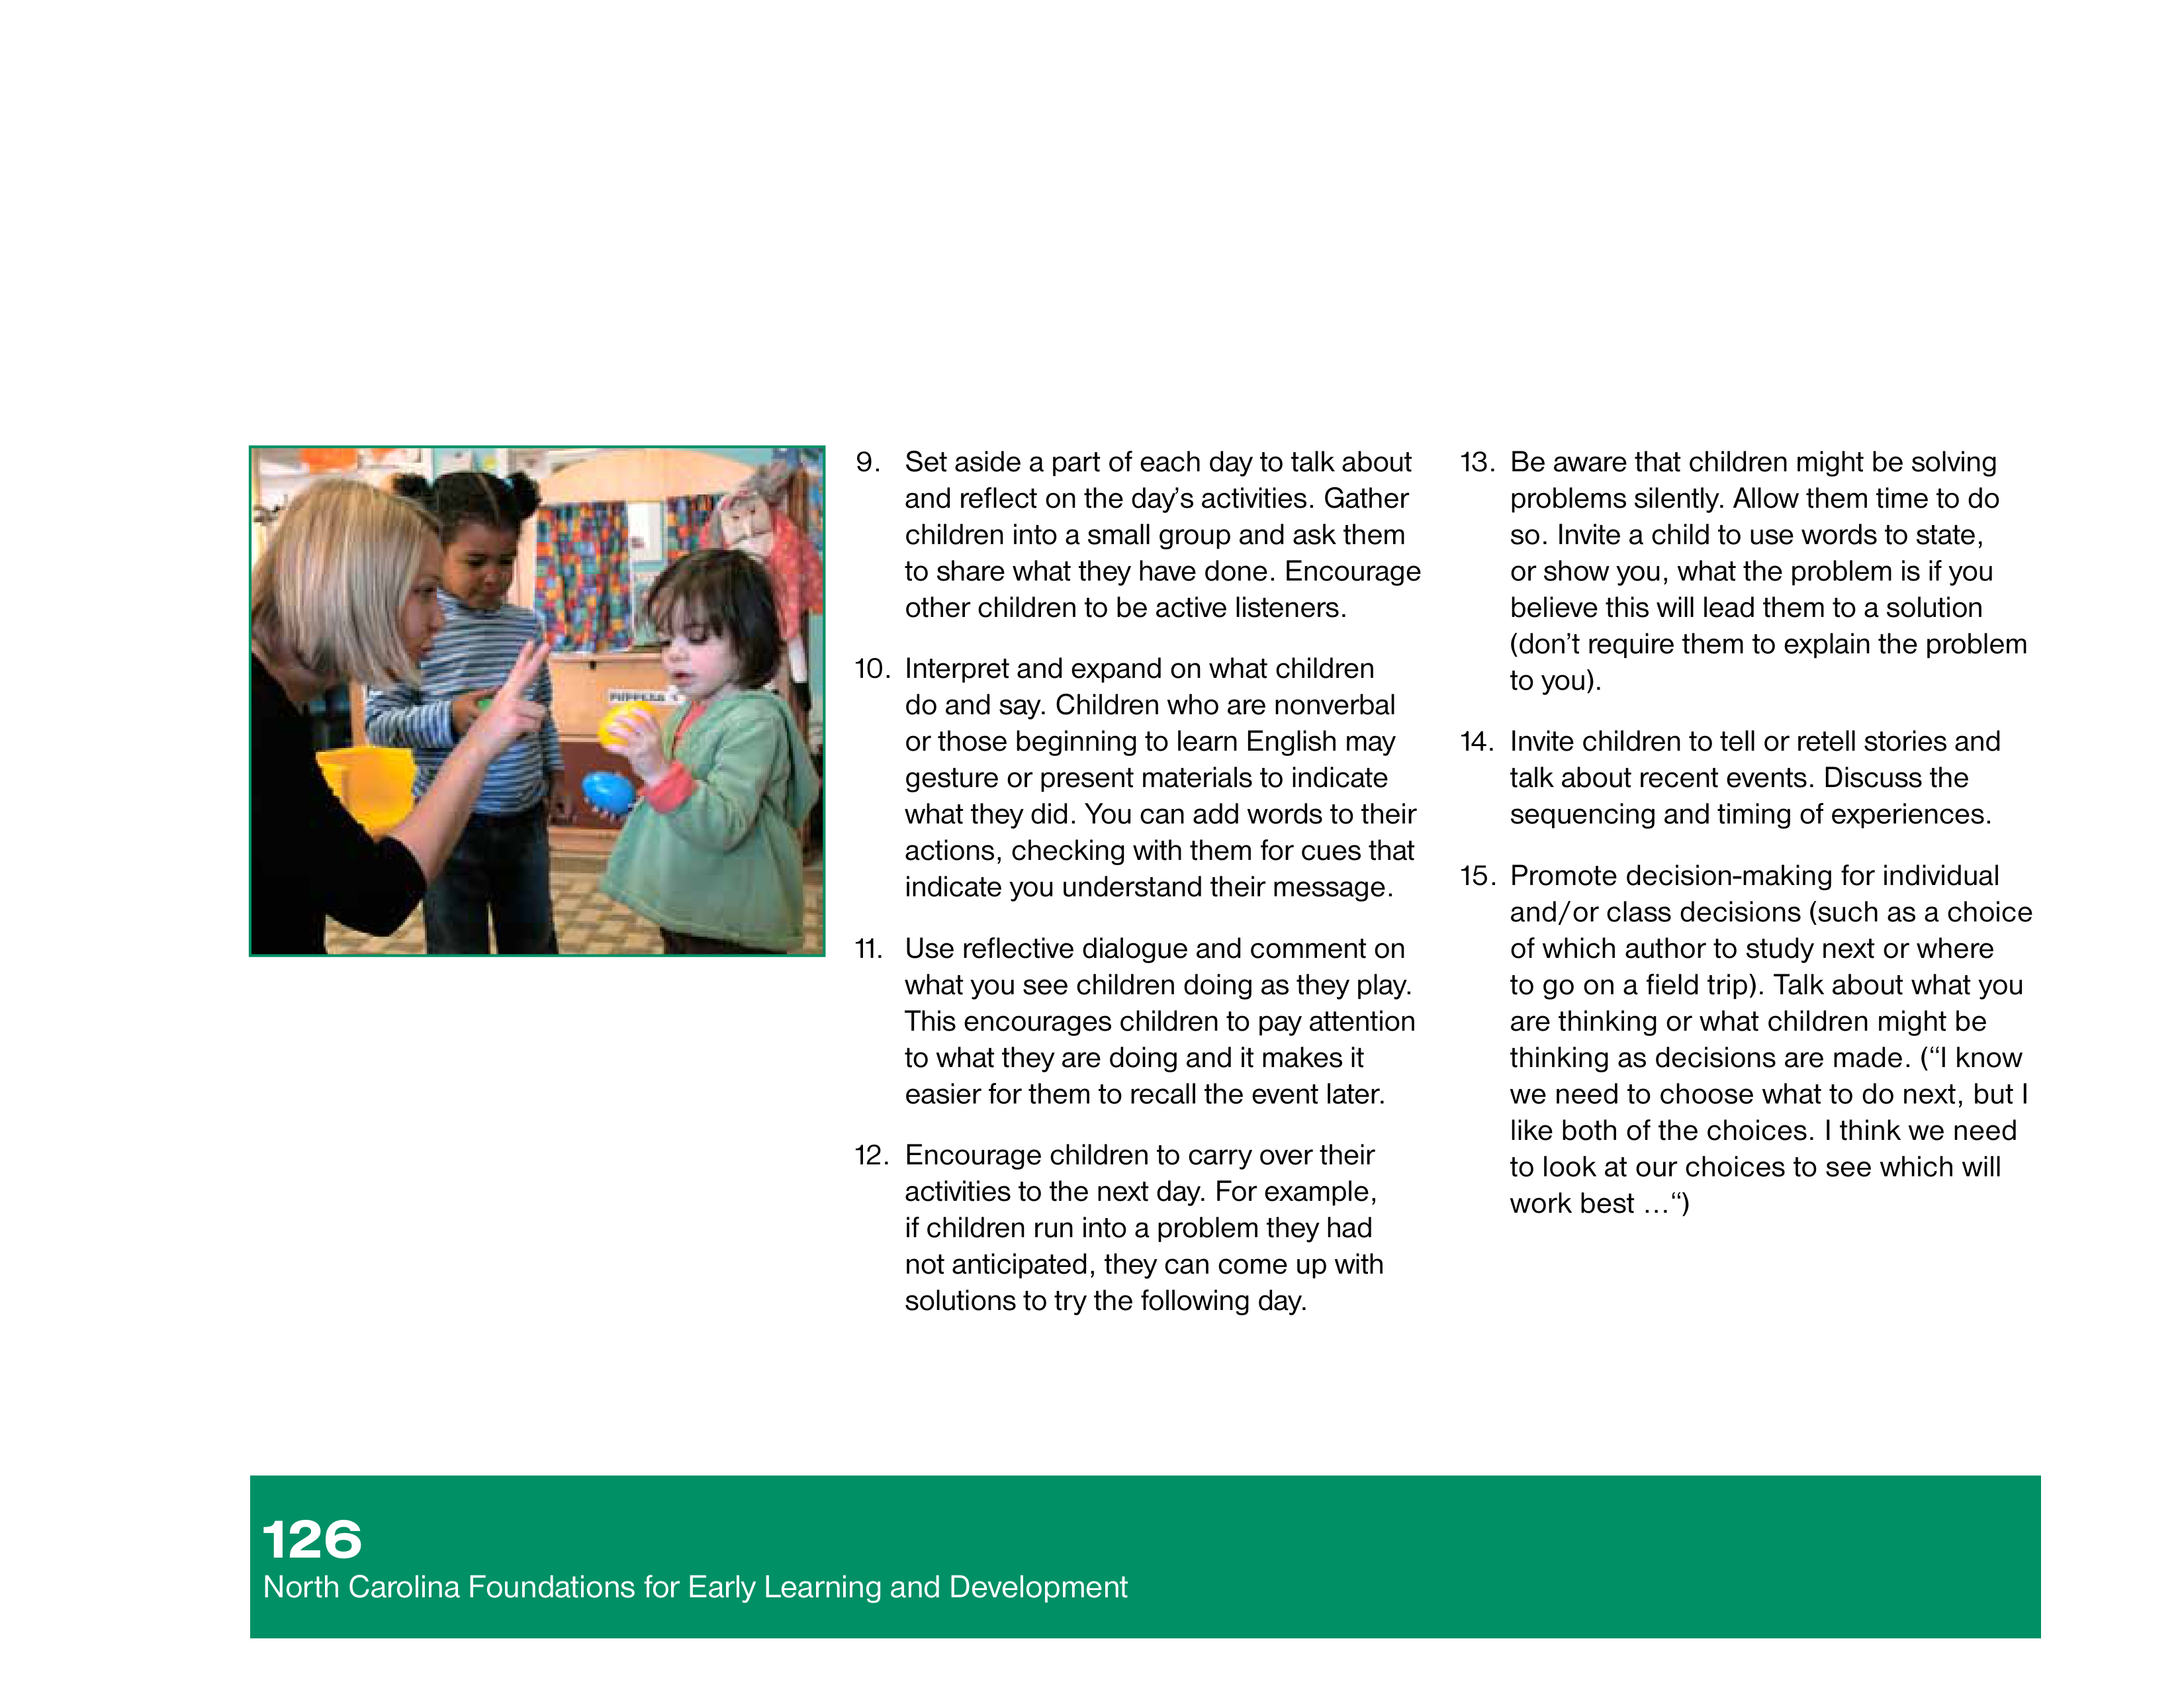 PUPPETS
9. Set aside a part of each day to talk about
and reflect on the day's activities. Gather
children into a small group and ask them
to share what they have done. Encourage
other children to be active listeners.
10. Interpret and expand on what children
do and say. Children who are nonverbal
or those beginning to learn English may
gesture or present materials to indicate
what they did. You can add words to their
actions, checking with them for cues that
indicate you understand their message.
11. Use reflective dialogue and comment on
what you see children doing as they play.
This encourages children to pay attention
to what they are doing and it makes it
easier for them to recall the event later.
12. Encourage children to carry over their
activities to the next day. For example,
if children run into a problem they had
not anticipated, they can come up with
solutions to try the following day.
13. Be aware that children might be solving
problems silently. Allow them time to do
so. Invite a child to use words to state,
or show you, what the problem is if you
believe this will lead them to a solution
(don't require them to explain the problem
to you).
14. Invite children to tell or retell stories and
talk about recent events. Discuss the
sequencing and timing of experiences.
15. Promote decision-making for individual
and/or class decisions (such as a choice
of which author to study next or where
to go on a field trip). Talk about what you
are thinking or what children might be
thinking as decisions are made. (“I know
we need to choose what to do next, but I
like both of the choices. I think we need
to look at our choices to see which will
work best …“)
126
North Carolina Foundations for Early Learning and Development